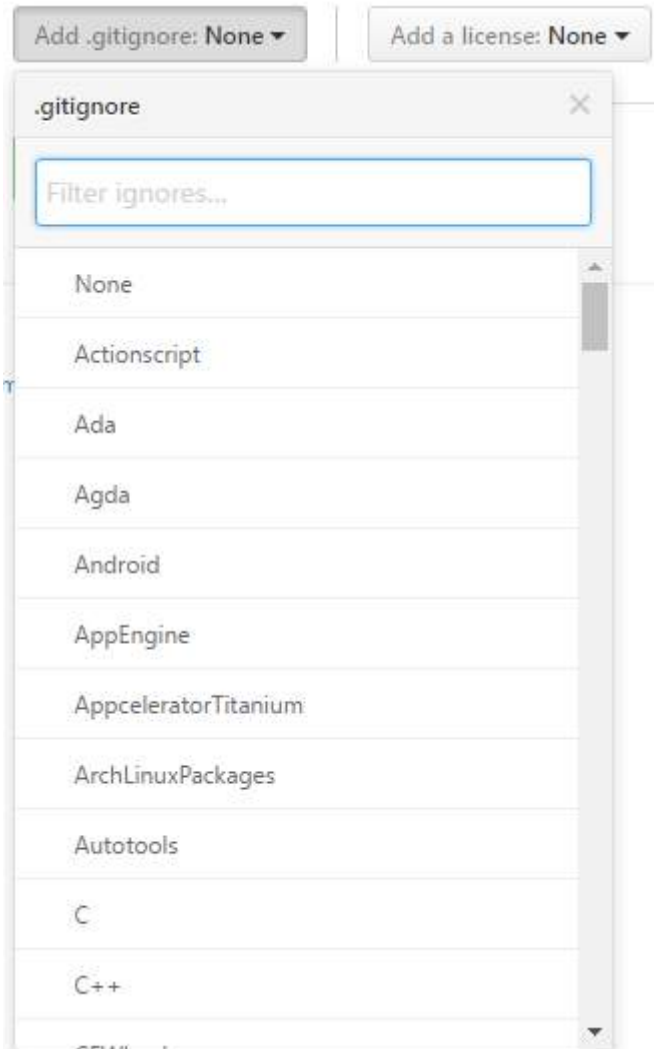 Add .gitignore: None Add a license: None
.gitignore
Filter ignores...
None
Actionscript
Ada
Agda
Android
AppEngine
AppceleratorTitanium
ArchLinuxPackages
Autotools
C
C++